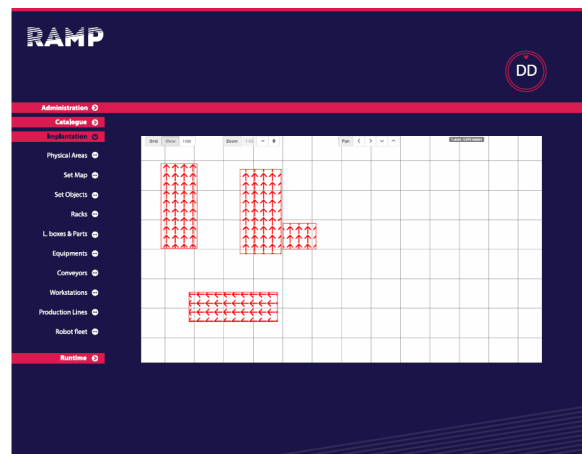 RAMP
DD
Administration
Catalogue
Implantation
Grid Show Hide Zoom - + Pan < >
Physical Areas
Set Map
Set Objects
Racks
L. boxes & Parts
Equipments
Conveyors
Workstations
Production Lines
Robot fleet
Runtime